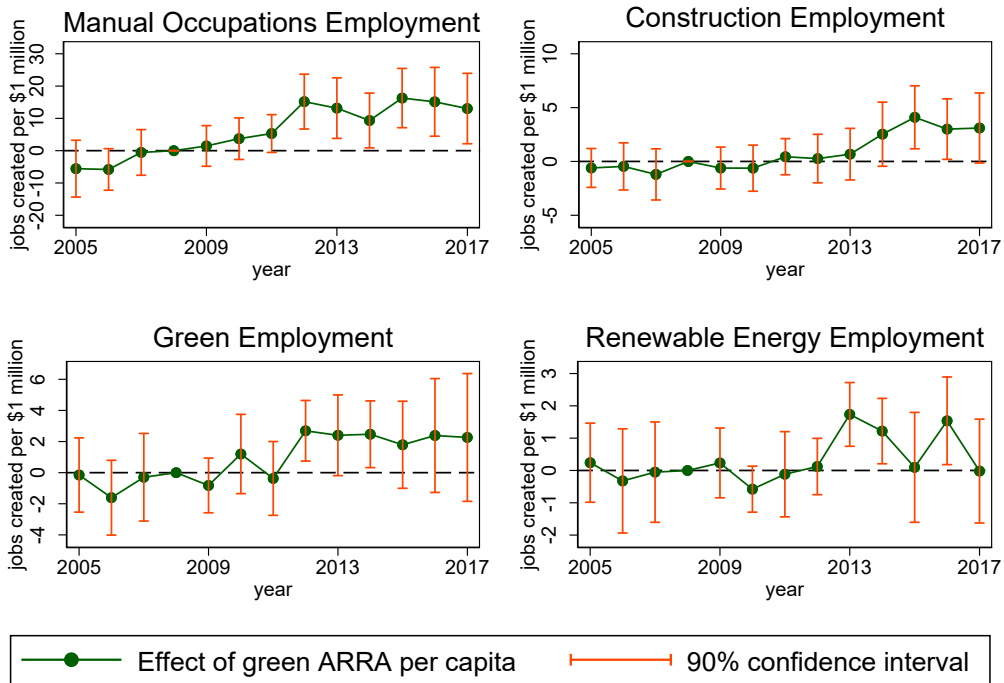 Manual Occupations Employment
jobs created per $1 million
-20 -10 0 10 20 30
2005 2009 2013 2017
year
Construction Employment
jobs created per $1 million
-5 0 5 10
2005 2009 2013 2017
year
Green Employment
jobs created per $1 million
-4 -2 0 2 4 6
2005 2009 2013 2017
year
Renewable Energy Employment
jobs created per $1 million
-2 -1 0 1 2 3
2005 2009 2013 2017
year
Effect of green ARRA per capita
90% confidence interval